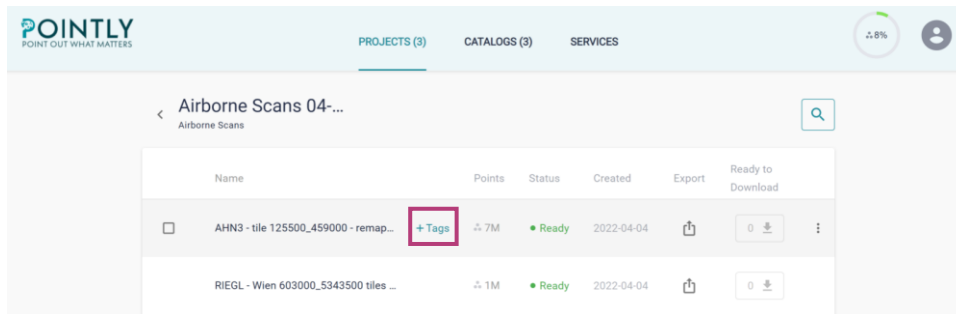 POINTLY
POINT OUT WHAT MATTERS
PROJECTS (3) CATALOGS (3) SERVICES
8%
Airborne Scans 04-...
Airborne Scans
Name Points Status Created Export Ready to Download
AHN3 - tile 125500_459000 - remap... +Tags 7M Ready 2022-04-04 0
RIEGL - Wien 603000_5343500 tiles ... 1M Ready 2022-04-04 0